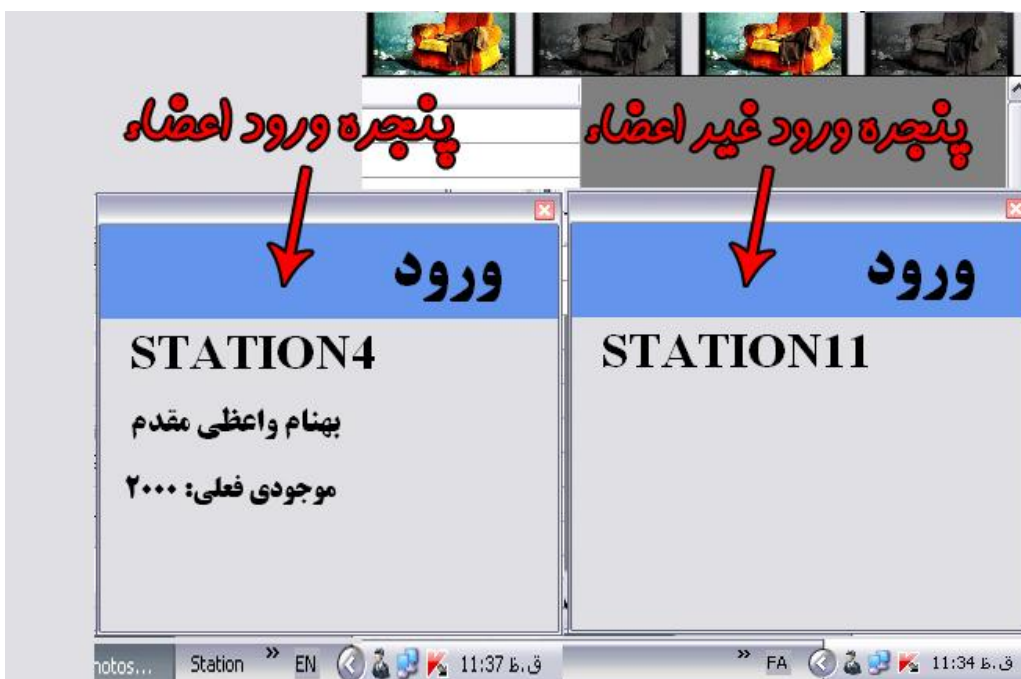 پنجره ورود اعضاء
پنجره ورود غیر اعضاء
ورود
STATION4
بهنام واعظی مقدم
موجودی فعلی: ۲۰۰۰
ورود
STATION11
hotos...
Station » EN 11:37 ق.ظ
» FA 11:34 ق.ظ